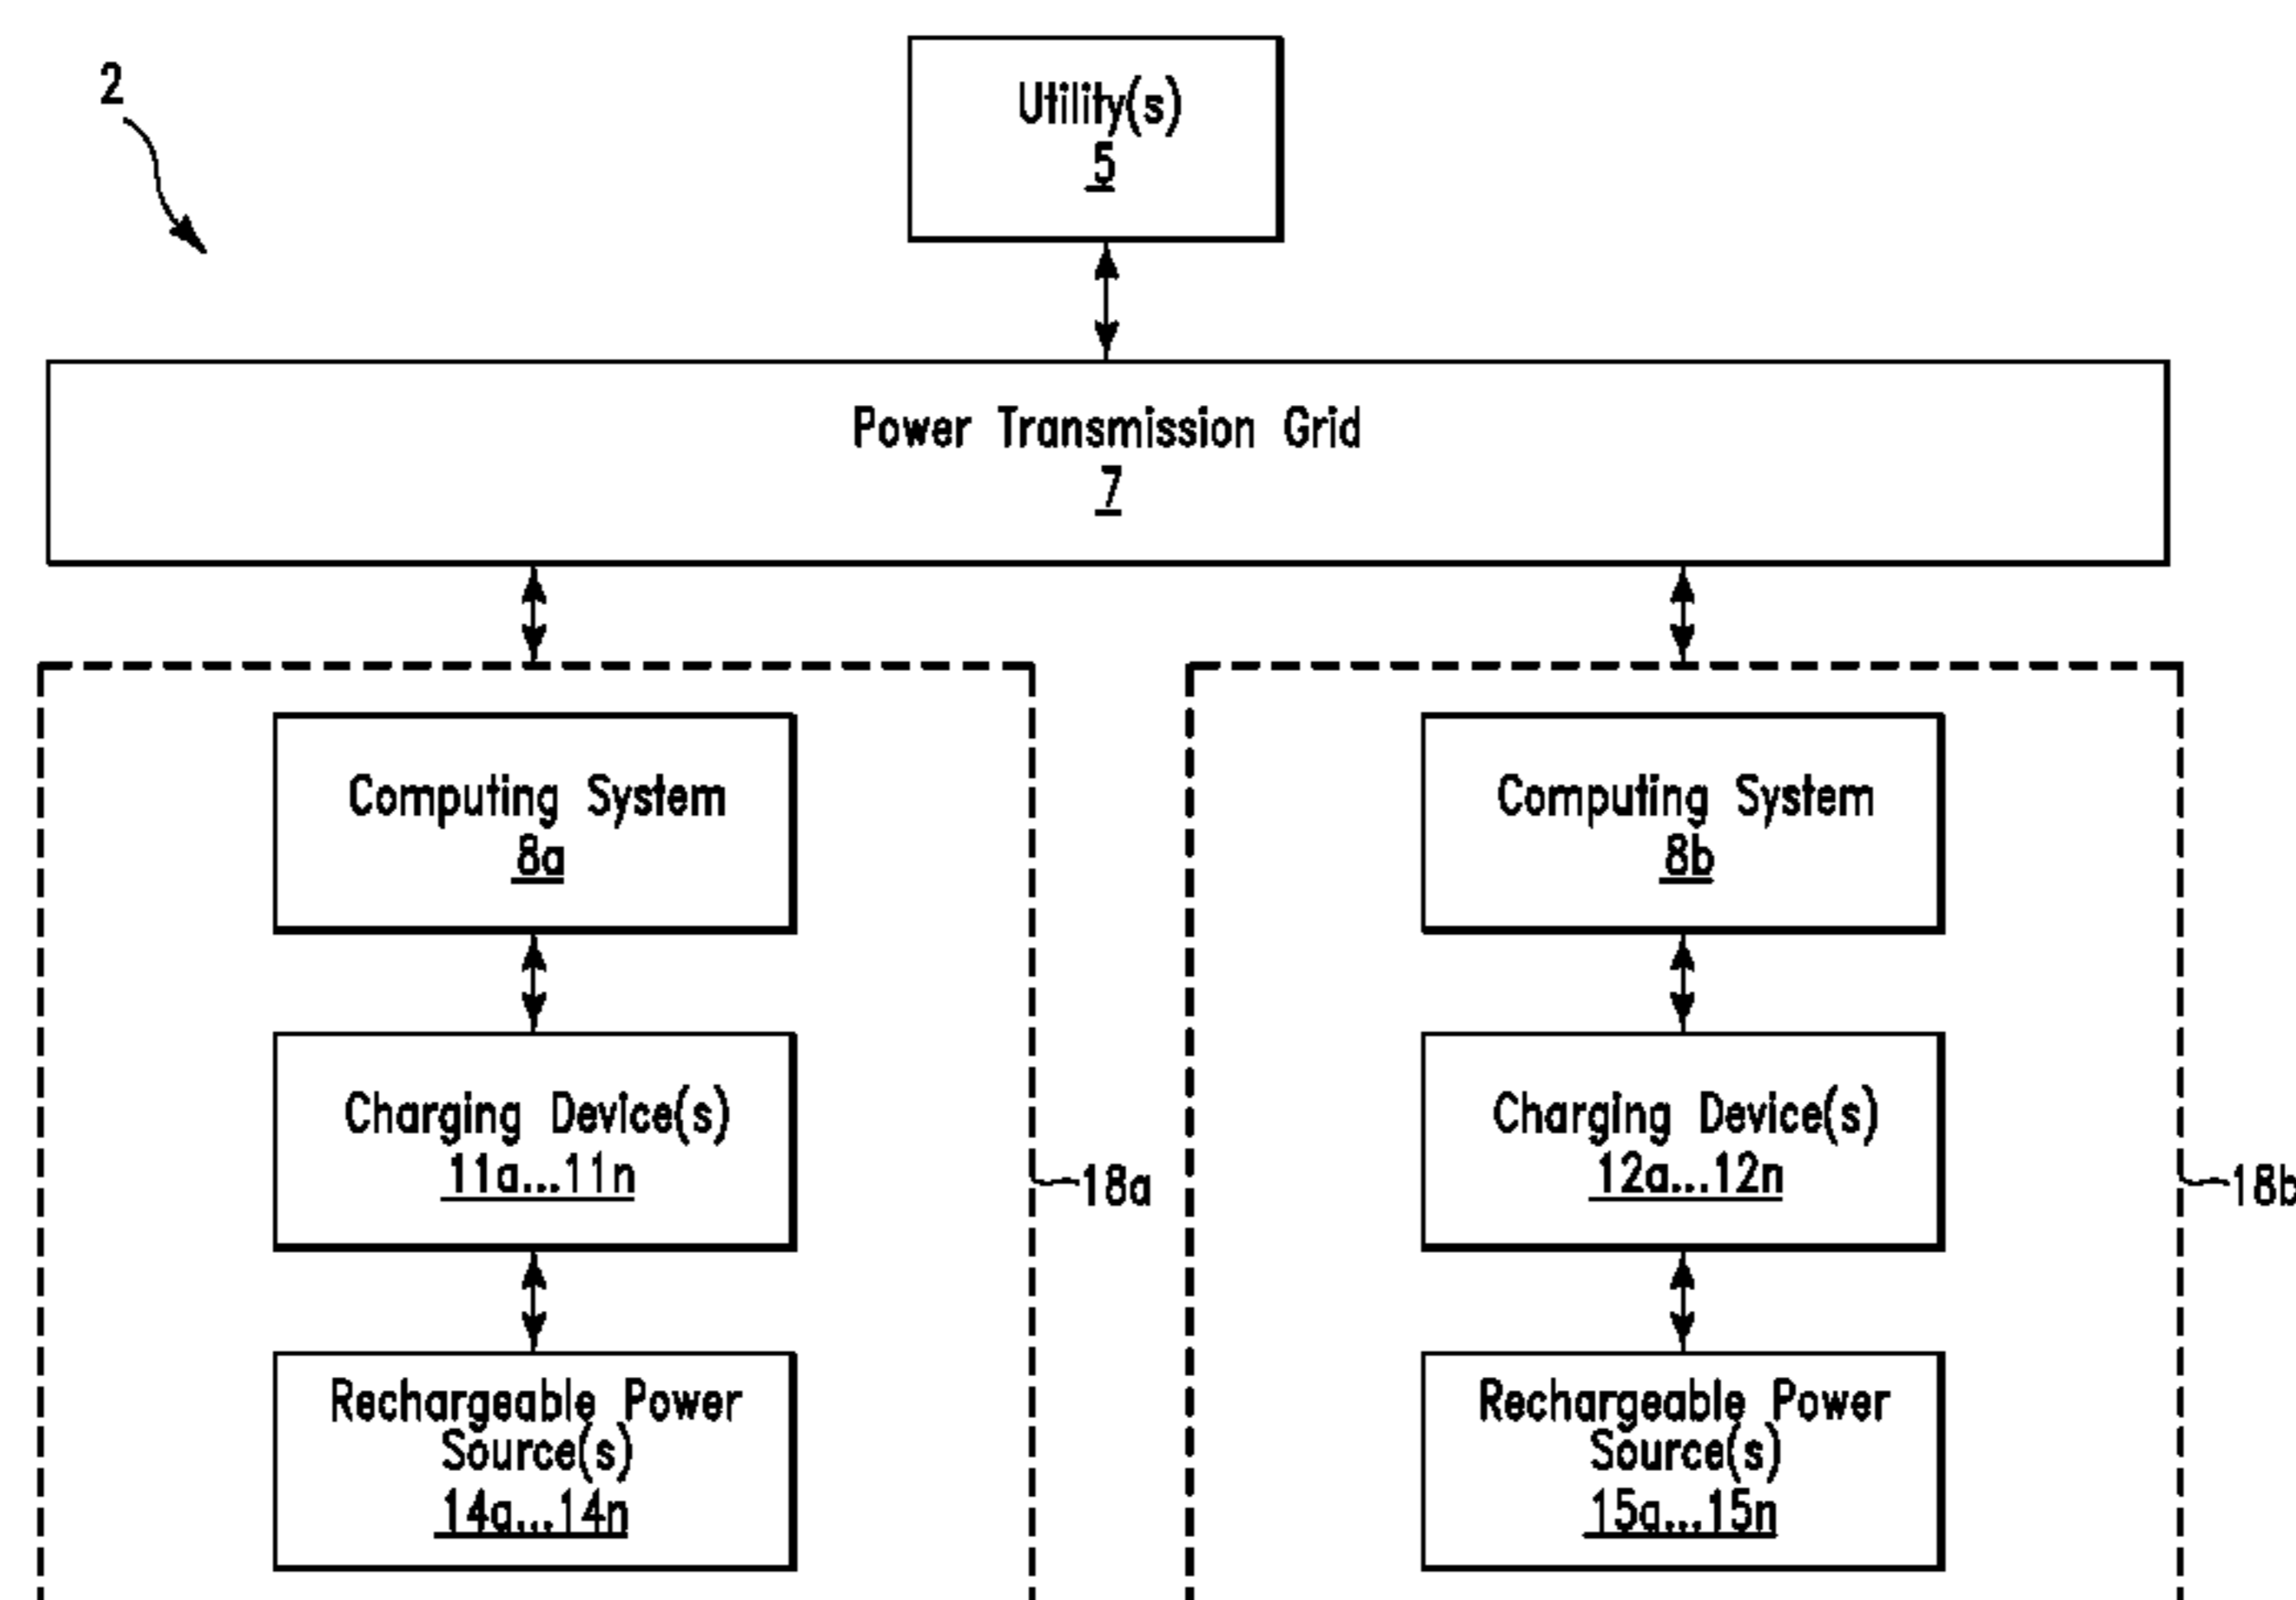 2
Utility(s)
5
Power Transmission Grid
7
Computing System
8a
Computing System
8b
Charging Device(s)
11a...11n
18a
Charging Device(s)
12a...12n
18b
Rechargeable Power
Source(s)
14a...14n
Rechargeable Power
Source(s)
15a...15n